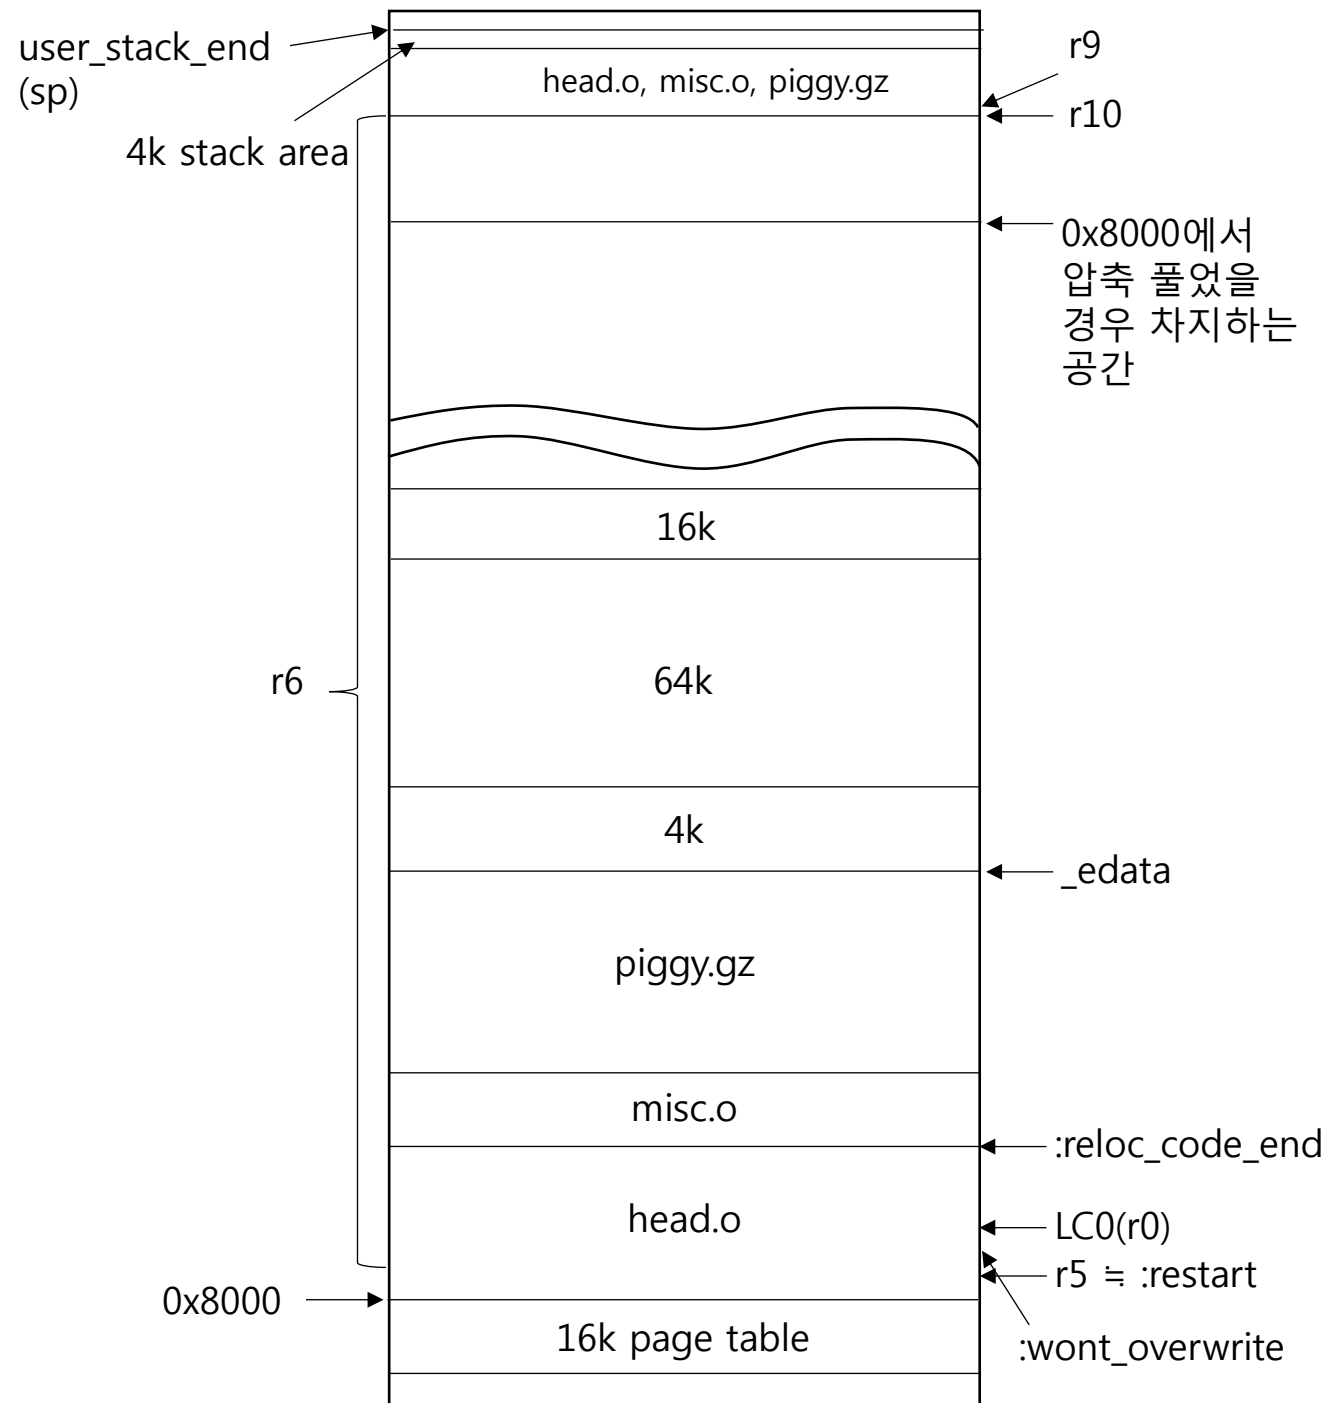 user_stack_end
(sp)
r9
head.o, misc.o, piggy.gz
r10
4k stack area
0x8000에서
압축 풀었을
경우 차지하는
공간
16k
r6
64k
4k
_edata
piggy.gz
misc.o
:reloc_code_end
head.o
LC0(r0)
r5 ≒ :restart
0x8000
16k page table
:wont_overwrite